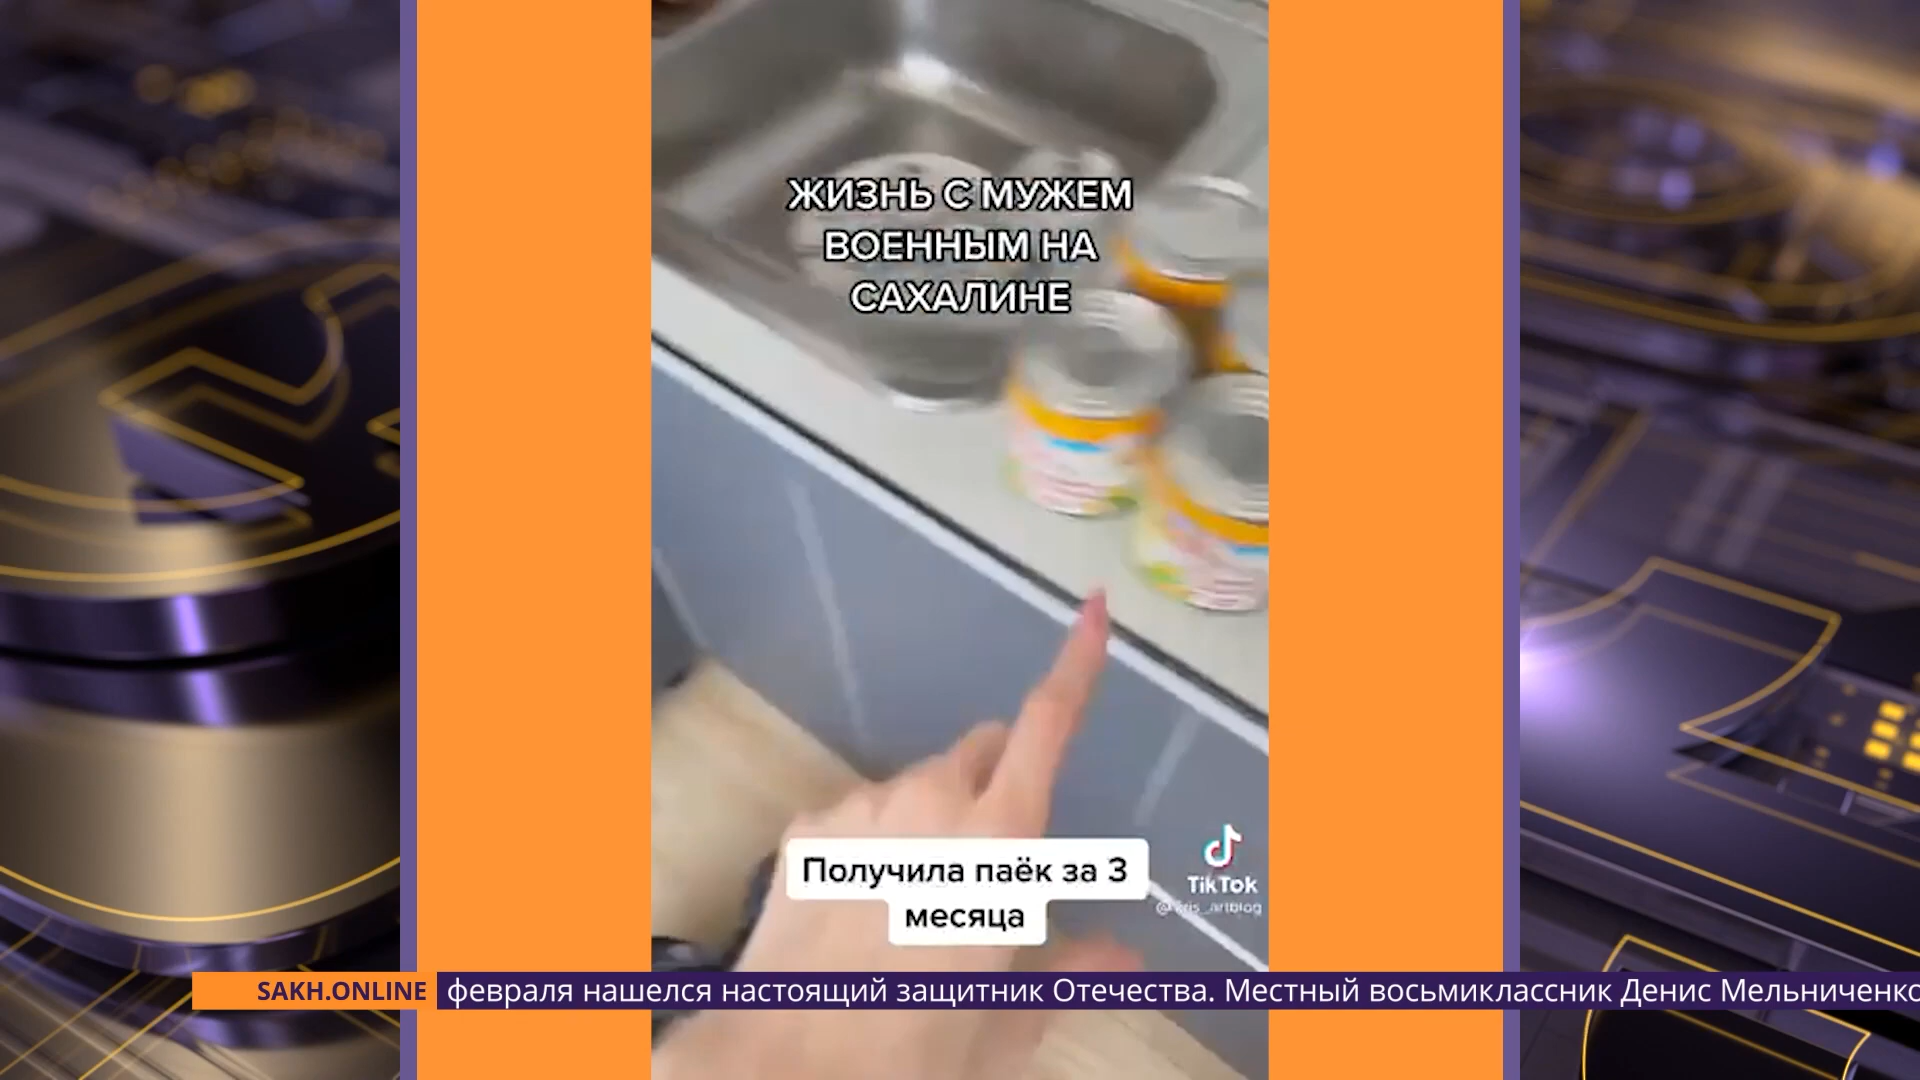 ЖИЗНЬ С МУЖЕМ
ВОЕННЫМ НА
САХАЛИНЕ
Получила паёк за 3
месяца
TikTok
SAKH.ONLINE февраля нашелся настоящий защитник Отечества. Местный восьмиклассник Денис Мельниченко